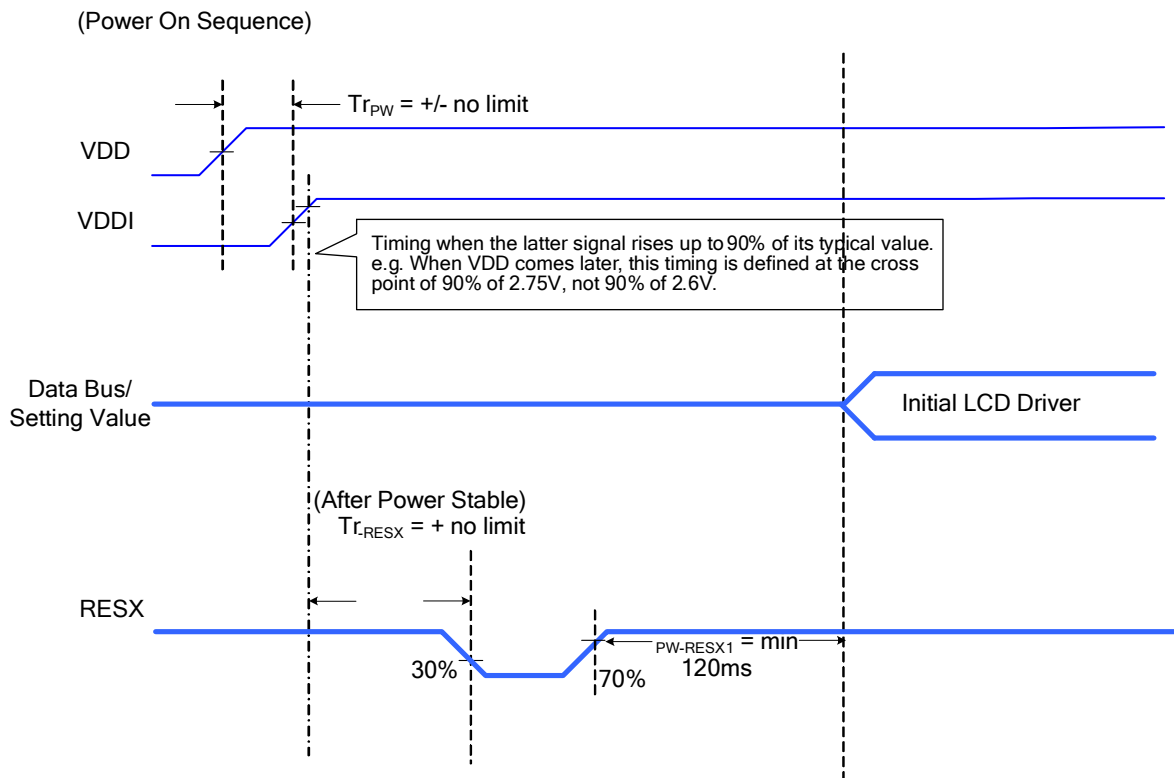 (Power On Sequence)
TrPW = +/- no limit
VDD
VDDI
Timing when the latter signal rises up to 90% of its typical value.
e.g. When VDD comes later, this timing is defined at the cross
point of 90% of 2.75V, not 90% of 2.6V.
Data Bus/
Setting Value
Initial LCD Driver
(After Power Stable)
Tr-RESX = + no limit
RESX
30%
70%
PW-RESX1 = min
120ms